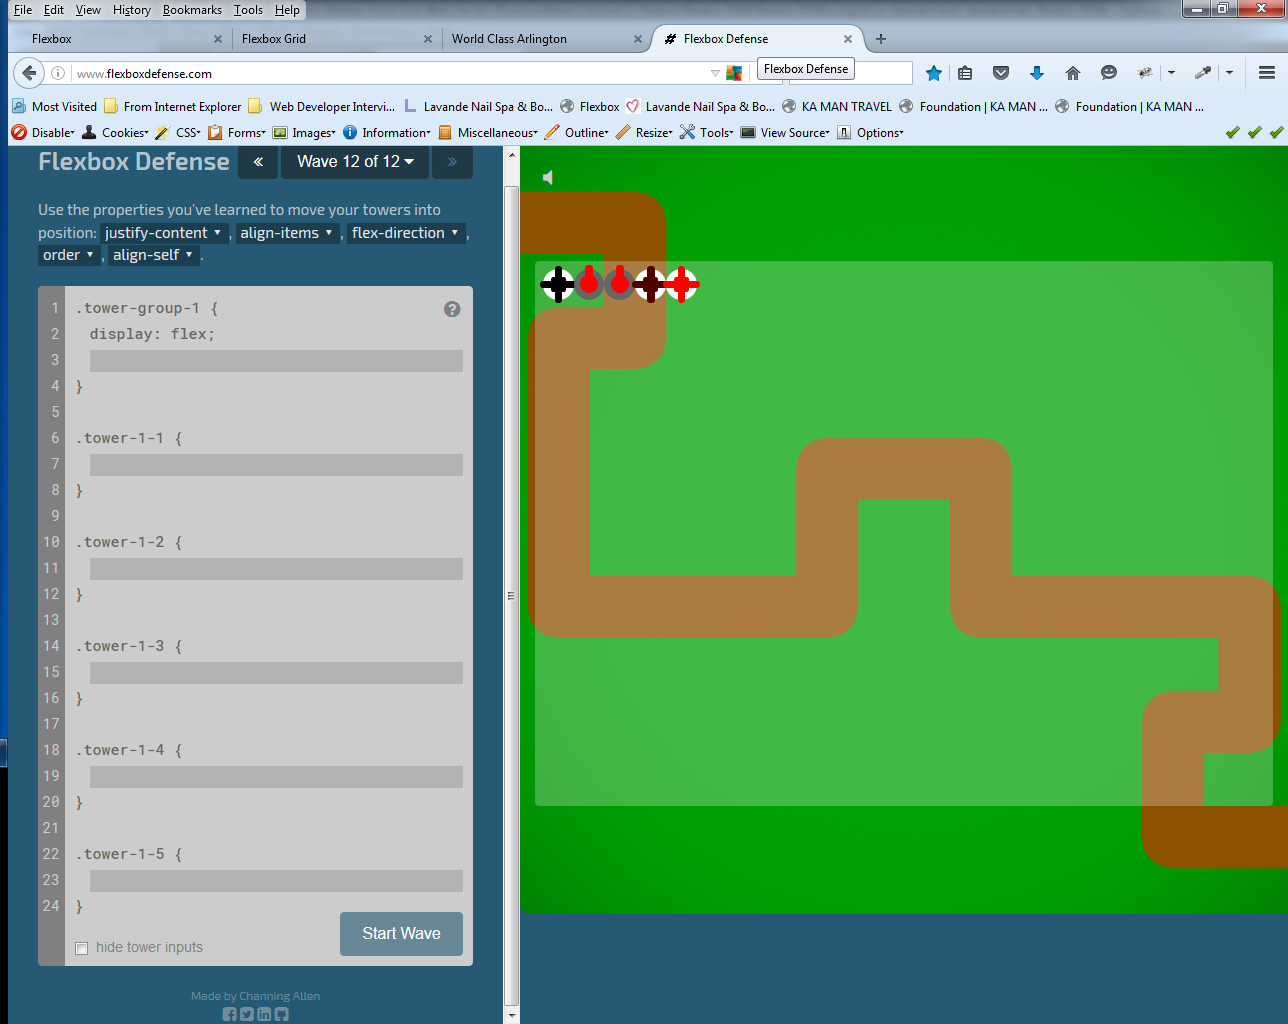 File Edit View History Bookmarks Tools Help
Flexbox
Flexbox Grid
World Class Arlington
Flexbox Defense
www.flexboxdefense.com
Flexbox Defense
Most Visited From Internet Explorer Web Developer Intervi... Lavande Nail Spa & Bo... Flexbox Lavande Nail Spa & Bo... KA MAN TRAVEL Foundation | KA MAN ... Foundation | KA MAN ...
Disable Cookies CSS Forms Images Information Miscellaneous Outline Resize Tools View Source Options
Flexbox Defense « Wave 12 of 12 »
Use the properties you've learned to move your towers into
position: justify-content , align-items , flex-direction ,
order , align-self .
1 .tower-group-1 { ?
2 display: flex;
3
4 }
5
6 .tower-1-1 {
7
8 }
9
10 .tower-1-2 {
11
12 }
13
14 .tower-1-3 {
15
16 }
17
18 .tower-1-4 {
19
20 }
21
22 .tower-1-5 {
23
24 }
Start Wave
hide tower inputs
Made by Channing Allen